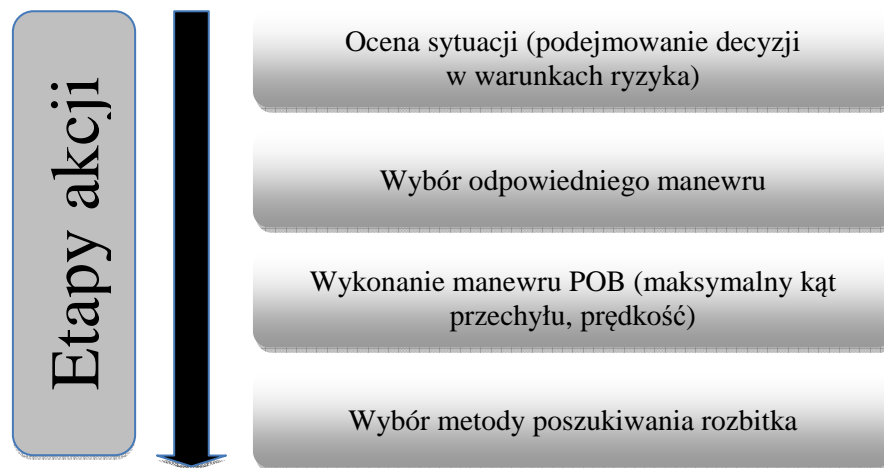 Etapy akcji
Ocena sytuacji (podejmowanie decyzji
w warunkach ryzyka)
Wybór odpowiedniego manewru
Wykonanie manewru POB (maksymalny kąt
przechyłu, prędkość)
Wybór metody poszukiwania rozbitka